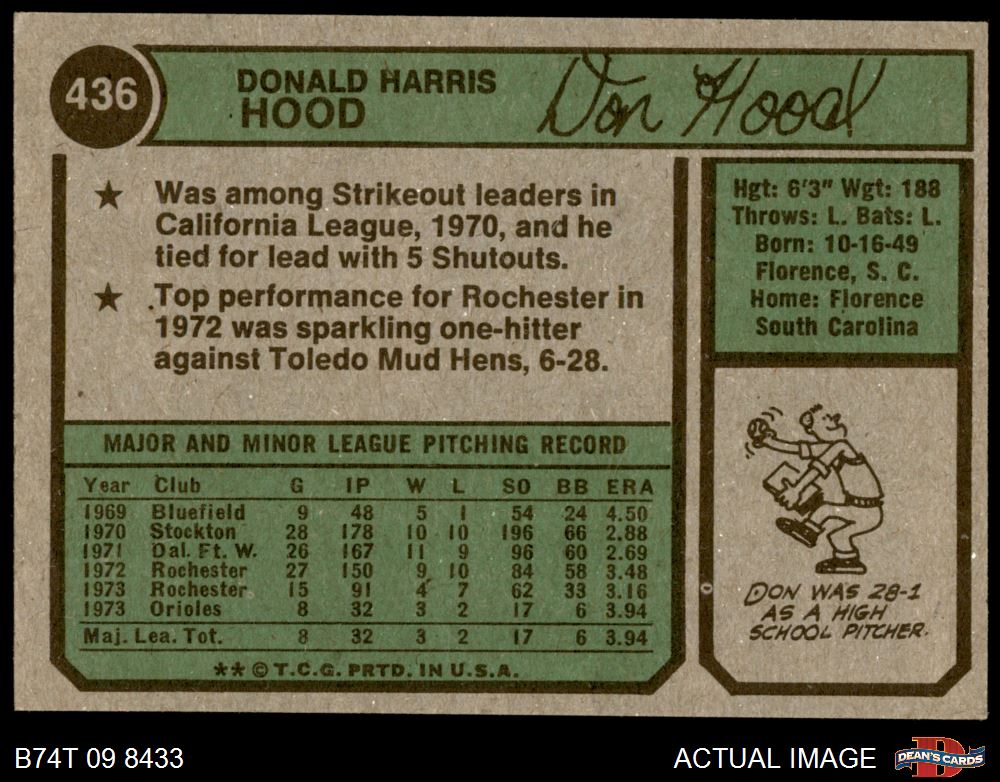 436
DONALD HARRIS
HOOD
Don Hood
★ Was among Strikeout leaders in
California League, 1970, and he
tied for lead with 5 Shutouts.
★ Top performance for Rochester in
1972 was sparkling one-hitter
against Toledo Mud Hens, 6-28.
Hgt: 6'3" Wgt: 188
Throws: L. Bats: L.
Born: 10-16-49
Florence, S. C.
Home: Florence
South Carolina
MAJOR AND MINOR LEAGUE PITCHING RECORD
Year Club G IP W L SO BB ERA
1969 Bluefield 9 48 5 1 54 24 4.50
1970 Stockton 28 178 10 10 196 66 2.88
1971 Dal. Ft. W. 26 167 11 9 96 60 2.69
1972 Rochester 27 150 9 10 84 58 3.48
1973 Rochester 15 91 4 7 62 33 3.16
1973 Orioles 8 32 3 2 17 6 3.94
Maj. Lea. Tot. 8 32 3 2 17 6 3.94
** © T.C.G. PRTD. IN U.S.A.
DON WAS 28-1
AS A HIGH
SCHOOL PITCHER.
B74T 09 8433
ACTUAL IMAGE
D
DEAN'S CARDS